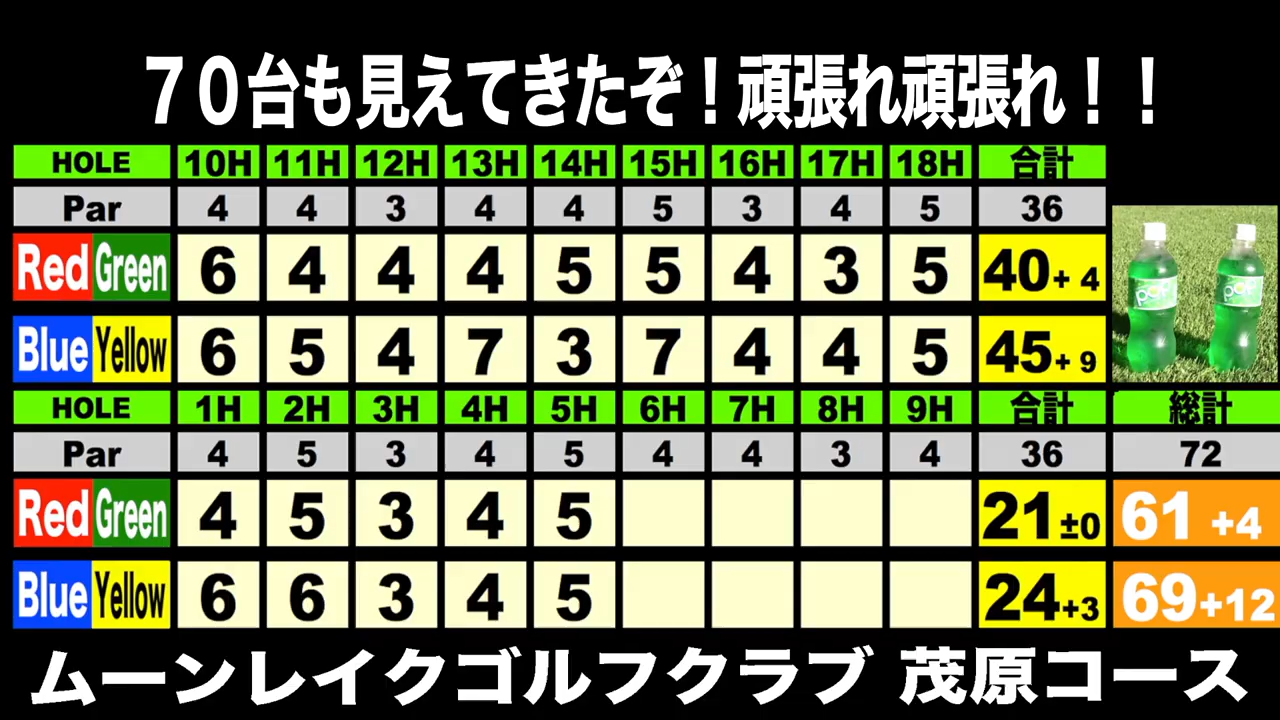 ７０台も見えてきたぞ！頑張れ頑張れ！！
HOLE 10H 11H 12H 13H 14H 15H 16H 17H 18H 合計
Par 4 4 3 4 4 5 3 4 5 36
Red Green 6 4 4 4 5 5 4 3 5 40 + 4
Blue Yellow 6 5 4 7 3 7 4 4 5 45 + 9
pop pop
HOLE 1H 2H 3H 4H 5H 6H 7H 8H 9H 合計 総計
Par 4 5 3 4 5 4 4 3 4 36 72
Red Green 4 5 3 4 5 21 ±0 61 +4
Blue Yellow 6 6 3 4 5 24 +3 69 +12
ムーンレイクゴルフクラブ 茂原コース